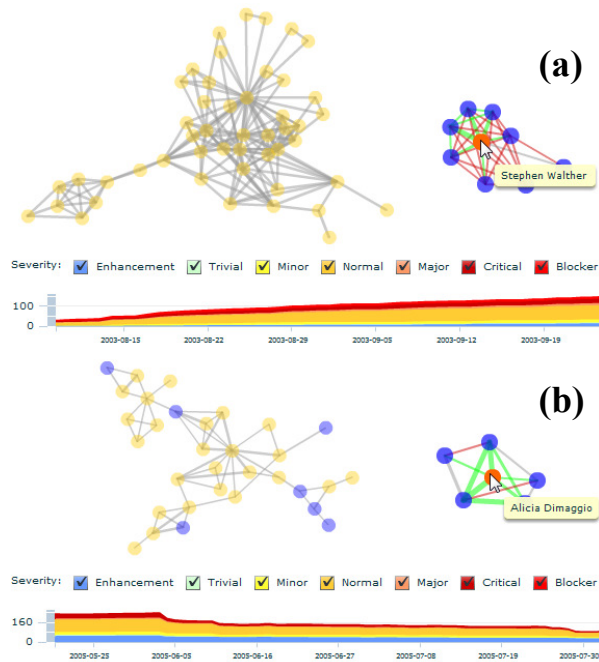 (a)
Stephen Walther
Severity: Enhancement Trivial Minor Normal Major Critical Blocker
100
0
2003-08-15 2003-08-22 2003-08-29 2003-09-05 2003-09-12 2003-09-19
(b)
Alicia Dimaggio
Severity: Enhancement Trivial Minor Normal Major Critical Blocker
160
0
2005-05-25 2005-06-05 2005-06-16 2005-06-27 2005-07-08 2005-07-19 2005-07-30